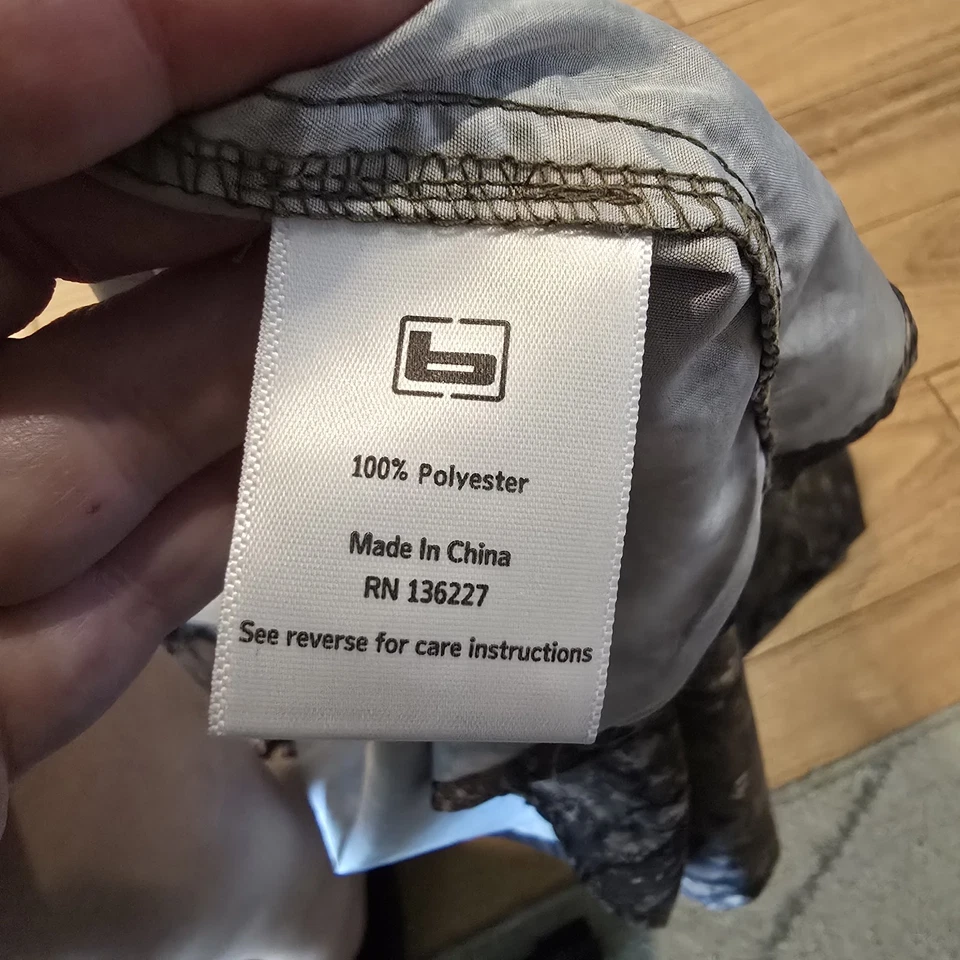 b
100% Polyester
Made In China
RN 136227
See reverse for care instructions